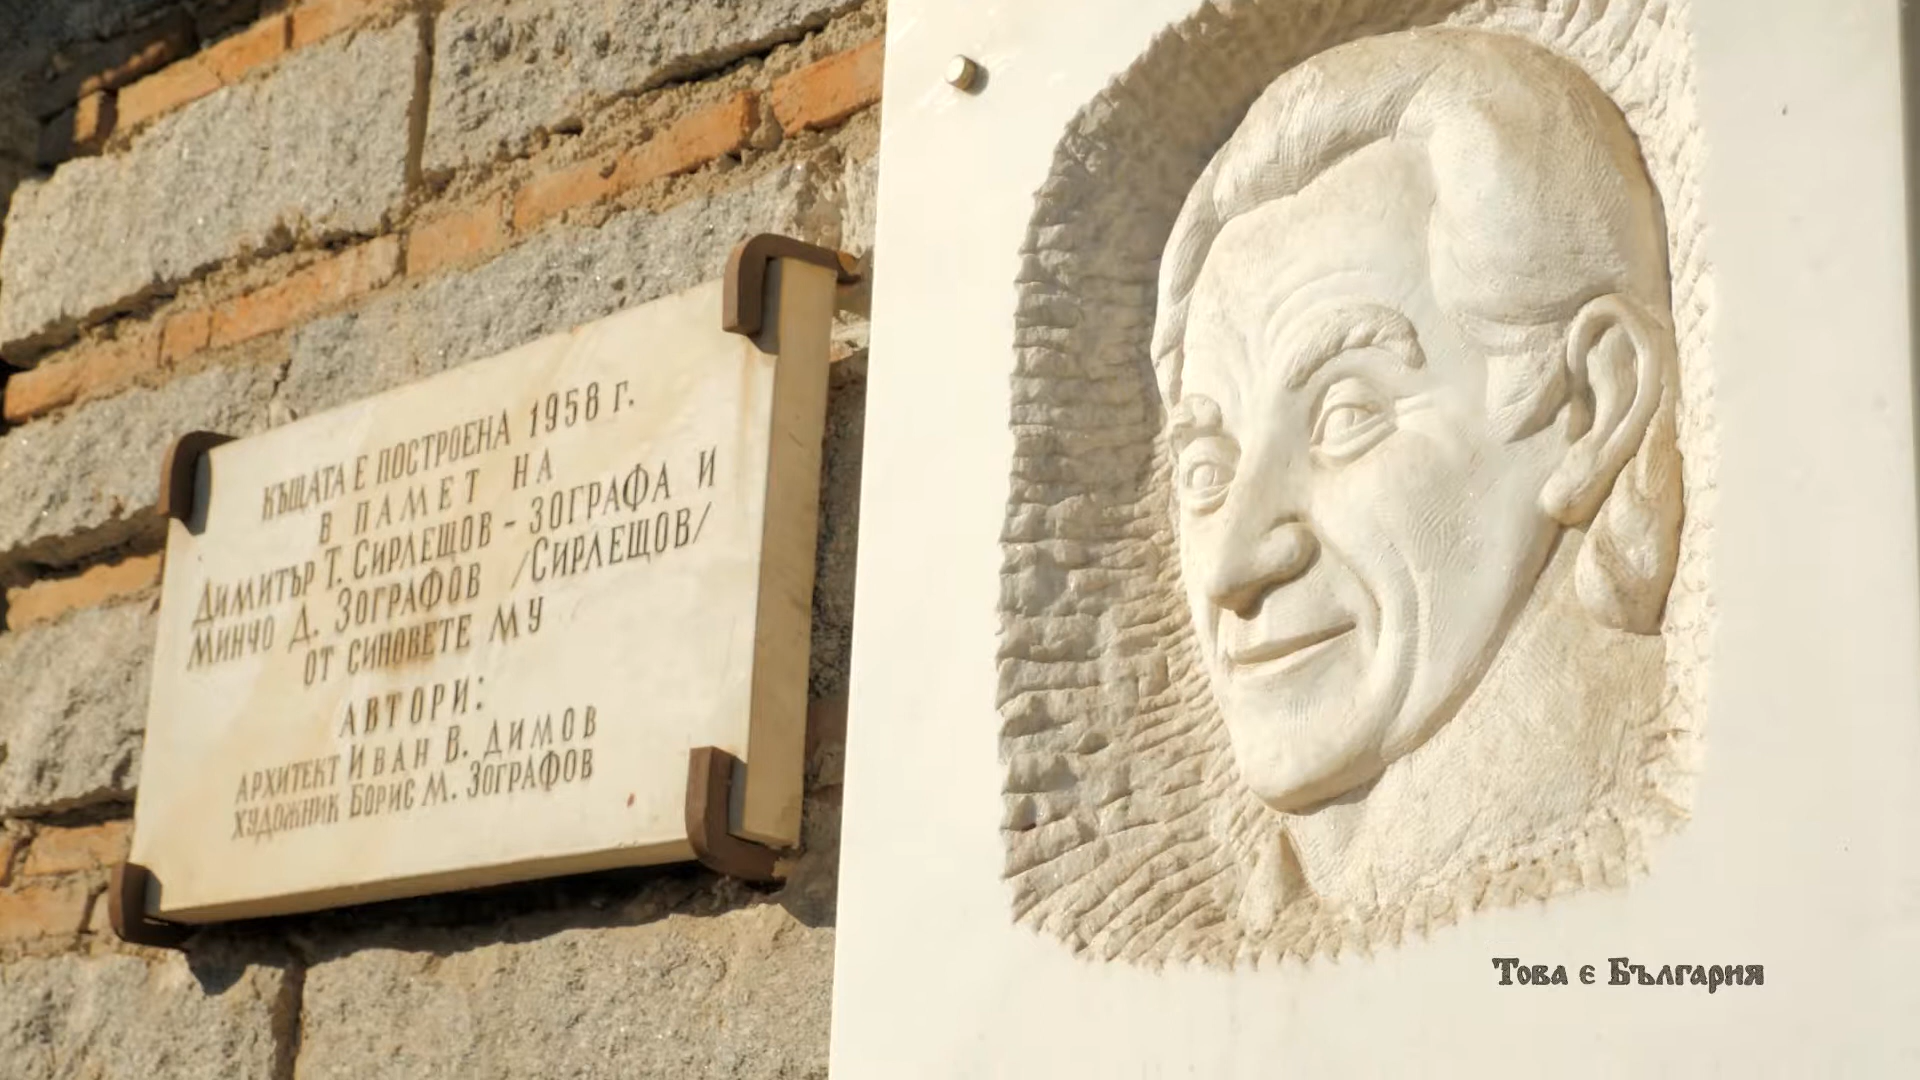 КЪЩАТА Е ПОСТРОЕНА 1958 Г.
В ПАМЕТ НА
ДИМИТЪР Т. СИРЛЕЩОВ - ЗОГРАФА И
МИНЧО Д. ЗОГРАФОВ /СИРЛЕЩОВ/
ОТ СИНОВЕТЕ МУ
АВТОРИ:
АРХИТЕКТ ИВАН В. ДИМОВ
ХУДОЖНИК БОРИС М. ЗОГРАФОВ
Това є България